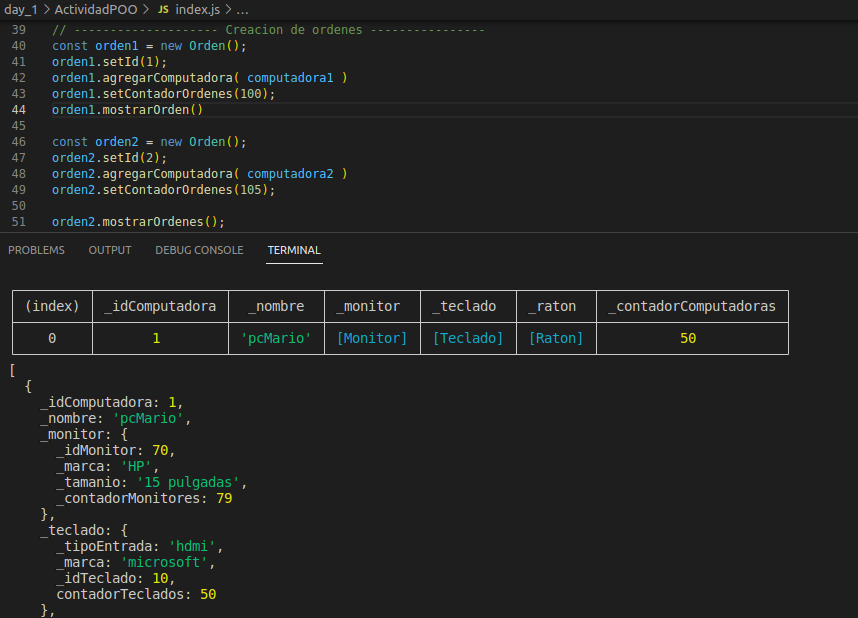 day_1 > ActividadPOO > JS index.js > ...
39 // -------------------- Creacion de ordenes ----------------
40 const orden1 = new Orden();
41 orden1.setId(1);
42 orden1.agregarComputadora( computadora1 )
43 orden1.setContadorOrdenes(100);
44 orden1.mostrarOrden()
45
46 const orden2 = new Orden();
47 orden2.setId(2);
48 orden2.agregarComputadora( computadora2 )
49 orden2.setContadorOrdenes(105);
50
51 orden2.mostrarOrdenes();
PROBLEMS OUTPUT DEBUG CONSOLE TERMINAL
(index) _idComputadora _nombre _monitor _teclado _raton _contadorComputadoras
0 1 'pcMario' [Monitor] [Teclado] [Raton] 50
[
{
_idComputadora: 1,
_nombre: 'pcMario',
_monitor: {
_idMonitor: 70,
_marca: 'HP',
_tamanio: '15 pulgadas',
_contadorMonitores: 79
},
_teclado: {
_tipoEntrada: 'hdmi',
_marca: 'microsoft',
_idTeclado: 10,
contadorTeclados: 50
},